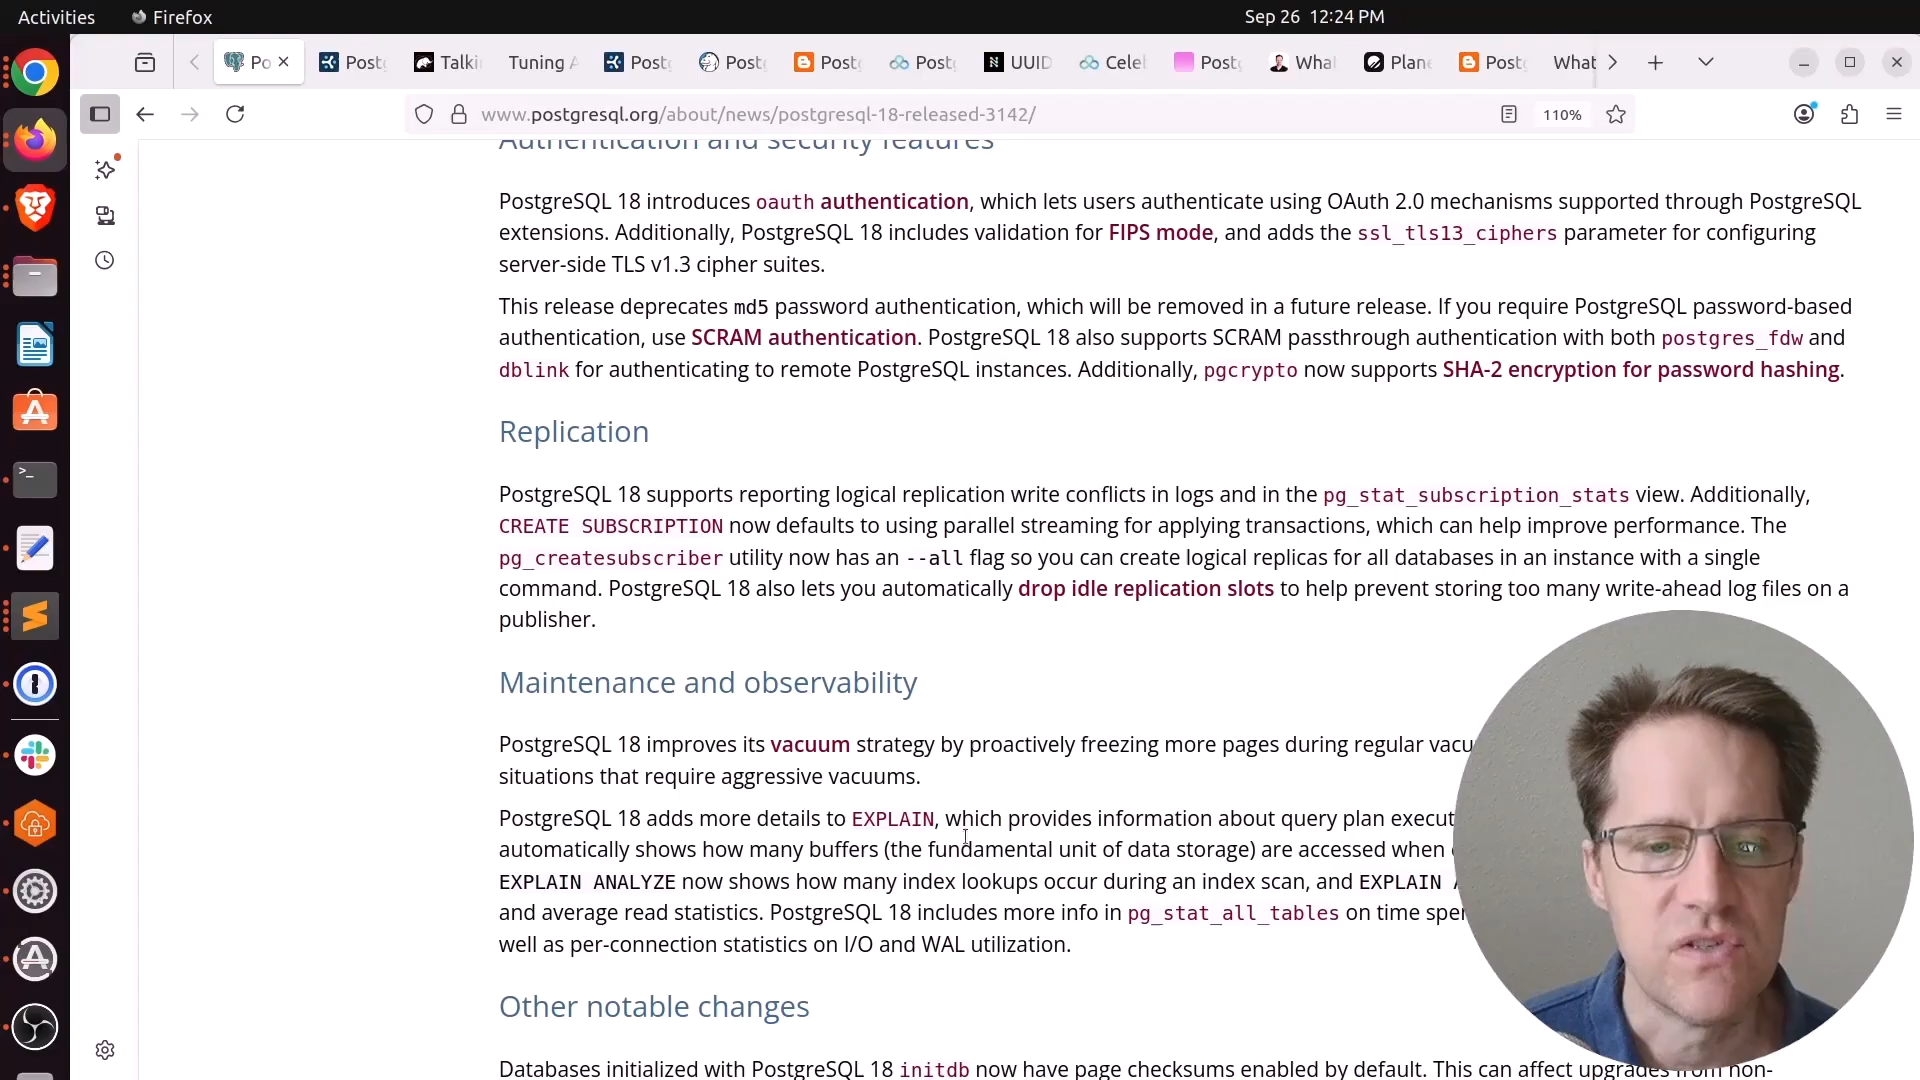 Activities
Firefox
Sep 26 12:24 PM
Po
Post
Talki
Tuning A
Post
Post
Post
Post
UUID
Celel
Post
What
Plane
Post
What
www.postgresql.org/about/news/postgresql-18-released-3142/
110%
Authentication and security features
PostgreSQL 18 introduces oauth authentication, which lets users authenticate using OAuth 2.0 mechanisms supported through PostgreSQL
extensions. Additionally, PostgreSQL 18 includes validation for FIPS mode, and adds the ssl_tls13_ciphers parameter for configuring
server-side TLS v1.3 cipher suites.
This release deprecates md5 password authentication, which will be removed in a future release. If you require PostgreSQL password-based
authentication, use SCRAM authentication. PostgreSQL 18 also supports SCRAM passthrough authentication with both postgres_fdw and
dblink for authenticating to remote PostgreSQL instances. Additionally, pgcrypto now supports SHA-2 encryption for password hashing.
Replication
PostgreSQL 18 supports reporting logical replication write conflicts in logs and in the pg_stat_subscription_stats view. Additionally,
CREATE SUBSCRIPTION now defaults to using parallel streaming for applying transactions, which can help improve performance. The
pg_createsubscriber utility now has an --all flag so you can create logical replicas for all databases in an instance with a single
command. PostgreSQL 18 also lets you automatically drop idle replication slots to help prevent storing too many write-ahead log files on a
publisher.
Maintenance and observability
PostgreSQL 18 improves its vacuum strategy by proactively freezing more pages during regular vacu
situations that require aggressive vacuums.
PostgreSQL 18 adds more details to EXPLAIN, which provides information about query plan execut
automatically shows how many buffers (the fundamental unit of data storage) are accessed when
EXPLAIN ANALYZE now shows how many index lookups occur during an index scan, and EXPLAIN
and average read statistics. PostgreSQL 18 includes more info in pg_stat_all_tables on time spen
well as per-connection statistics on I/O and WAL utilization.
Other notable changes
Databases initialized with PostgreSQL 18 initdb now have page checksums enabled by default. This can affect upgrades from non-